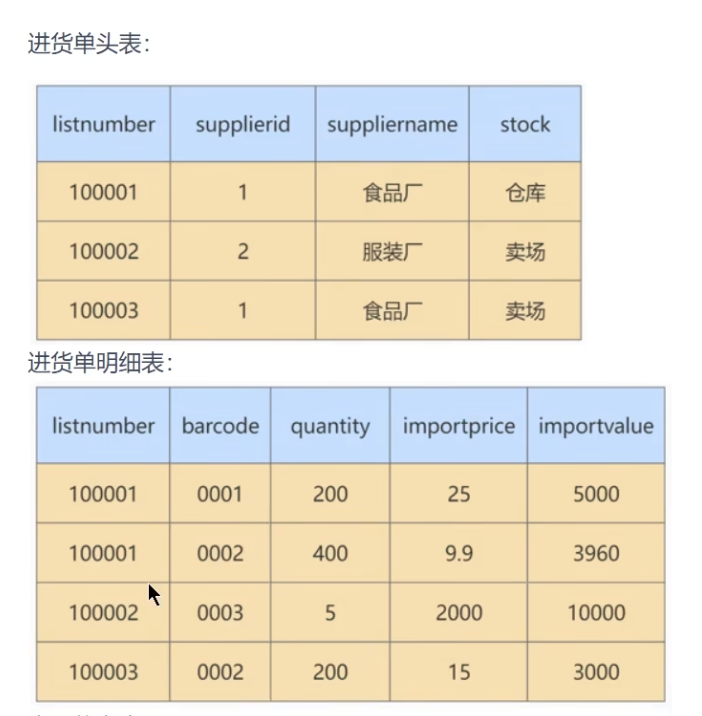 进货单头表：
listnumber supplierid suppliername stock
100001 1 食品厂 仓库
100002 2 服装厂 卖场
100003 1 食品厂 卖场
进货单明细表：
listnumber barcode quantity importprice importvalue
100001 0001 200 25 5000
100001 0002 400 9.9 3960
100002 0003 5 2000 10000
100003 0002 200 15 3000